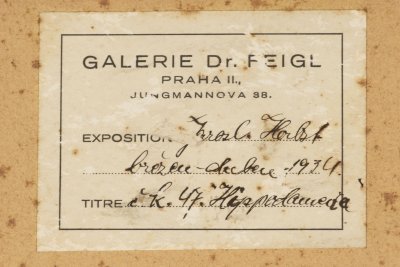 GALERIE Dr. FEIGL
PRAHA II.,
JUNGMANNOVA 38.
EXPOSITION
březen-duben 1934.
TITRE č k. 47.